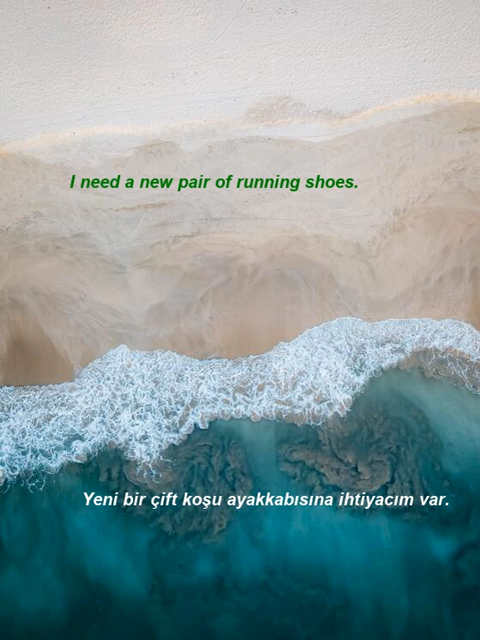 I need a new pair of running shoes.
Yeni bir çift koşu ayakkabısına ihtiyacım var.